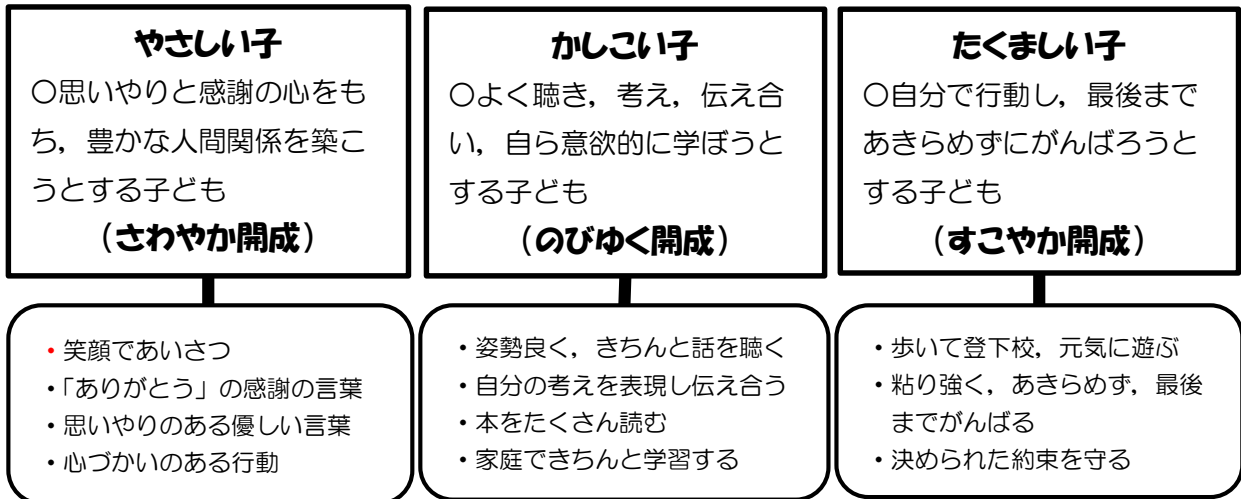 やさしい子
○思いやりと感謝の心をも
ち，豊かな人間関係を築こ
うとする子ども
（さわやか開成）
かしこい子
○よく聴き，考え，伝え合
い，自ら意欲的に学ぼうと
する子ども
（のびゆく開成）
たくましい子
○自分で行動し，最後まで
あきらめずにがんばろうと
する子ども
（すこやか開成）
・笑顔であいさつ
・「ありがとう」の感謝の言葉
・思いやりのある優しい言葉
・心づかいのある行動
・姿勢良く，きちんと話を聴く
・自分の考えを表現し伝え合う
・本をたくさん読む
・家庭できちんと学習する
・歩いて登下校，元気に遊ぶ
・粘り強く，あきらめず，最後
までがんばる
・決められた約束を守る